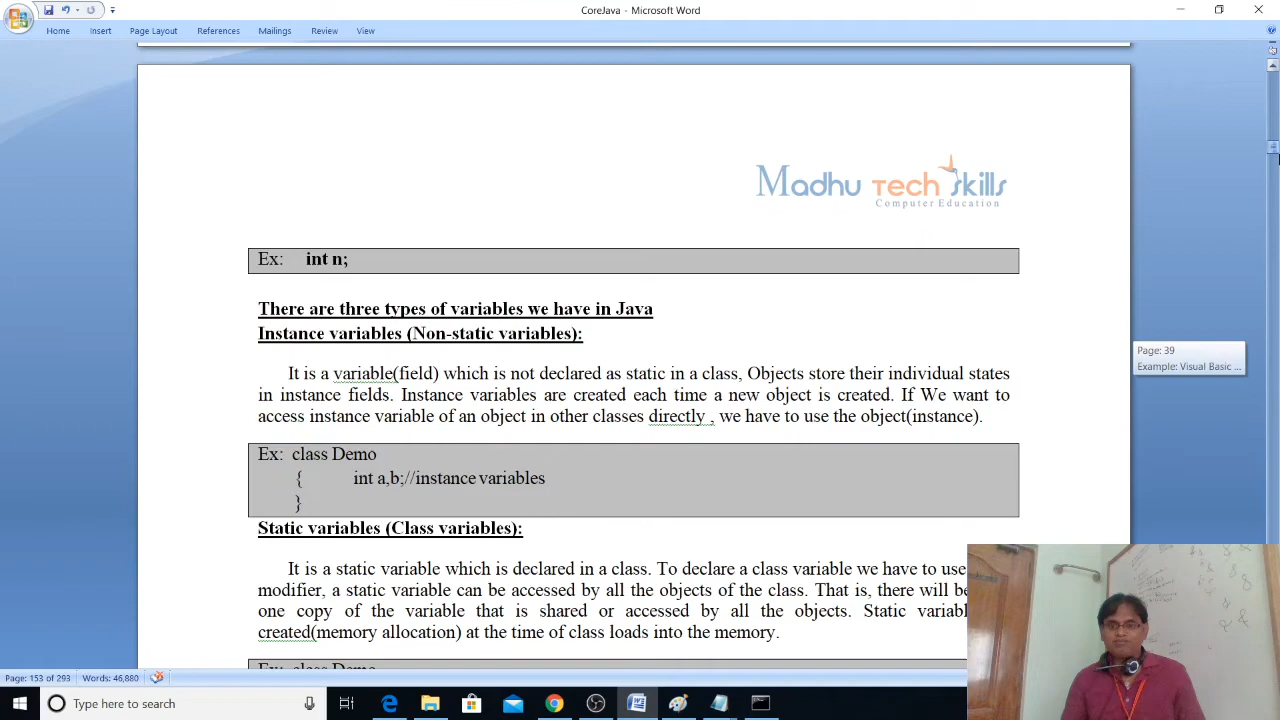 CoreJava - Microsoft Word
Home Insert Page Layout References Mailings Review View
Madhu Tech Skills
Computer Education
Ex: int n;
There are three types of variables we have in Java
Instance variables (Non-static variables):
It is a variable(field) which is not declared as static in a class, Objects store their individual states
in instance fields. Instance variables are created each time a new object is created. If We want to
access instance variable of an object in other classes directly , we have to use the object(instance).
Page: 39
Example: Visual Basic ...
Ex: class Demo
{ int a,b;//instance variables
}
Static variables (Class variables):
It is a static variable which is declared in a class. To declare a class variable we have to use
modifier, a static variable can be accessed by all the objects of the class. That is, there will be
one copy of the variable that is shared or accessed by all the objects. Static
created(memory allocation) at the time of class loads into the memory.
Ex: class Demo
Page: 153 of 293 Words: 46,880
Type here to search